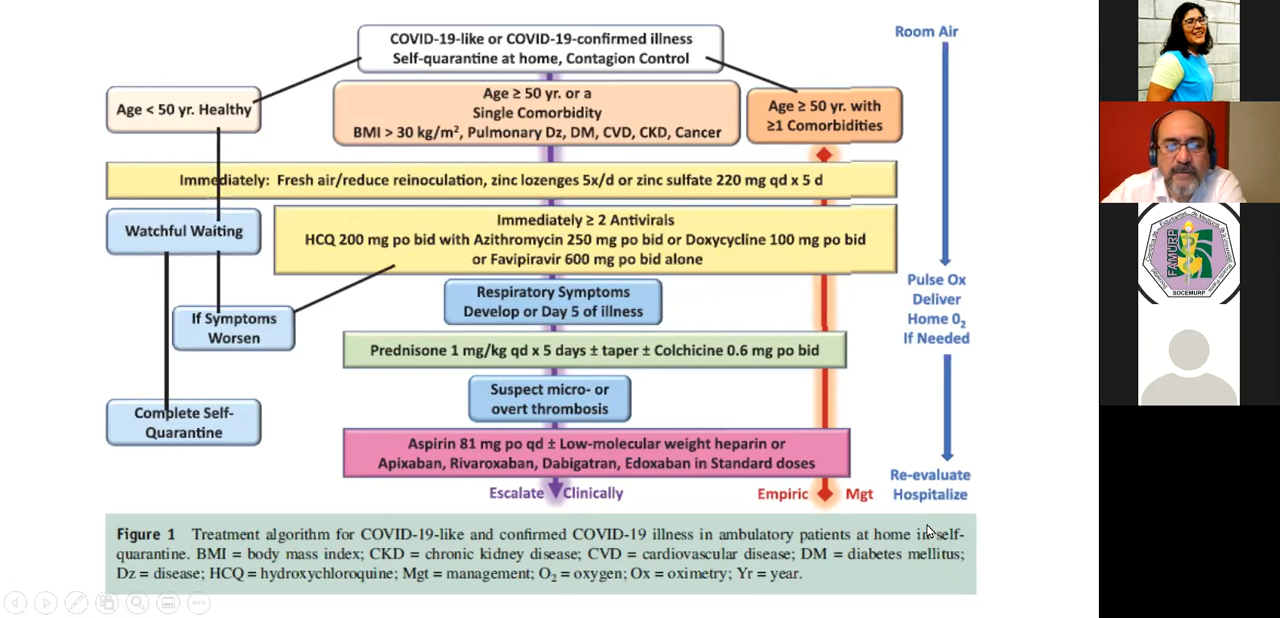 COVID-19-like or COVID-19-confirmed illness
Self-quarantine at home, Contagion Control
Room Air
Age < 50 yr. Healthy
Age ≥ 50 yr. or a
Single Comorbidity
BMI > 30 kg/m², Pulmonary Dz, DM, CVD, CKD, Cancer
Age ≥ 50 yr. with
≥1 Comorbidities
Immediately: Fresh air/reduce reinoculation, zinc lozenges 5x/d or zinc sulfate 220 mg qd x 5 d
Watchful Waiting
Immediately ≥ 2 Antivirals
HCQ 200 mg po bid with Azithromycin 250 mg po bid or Doxycycline 100 mg po bid
or Favipiravir 600 mg po bid alone
Pulse Ox
Deliver
Home 0₂
If Needed
Respiratory Symptoms
Develop or Day 5 of illness
If Symptoms
Worsen
Prednisone 1 mg/kg qd x 5 days ± taper ± Colchicine 0.6 mg po bid
Suspect micro- or
overt thrombosis
Complete Self-
Quarantine
Aspirin 81 mg po qd ± Low-molecular weight heparin or
Apixaban, Rivaroxaban, Dabigatran, Edoxaban in Standard doses
Re-evaluate
Hospitalize
Escalate Clinically
Empiric Mgt
Figure 1 Treatment algorithm for COVID-19-like and confirmed COVID-19 illness in ambulatory patients at home in self-
quarantine. BMI = body mass index; CKD = chronic kidney disease; CVD = cardiovascular disease; DM = diabetes mellitus;
Dz = disease; HCQ = hydroxychloroquine; Mgt = management; O₂ = oxygen; Ox = oximetry; Yr = year.
FAMURP
SOCEMURP